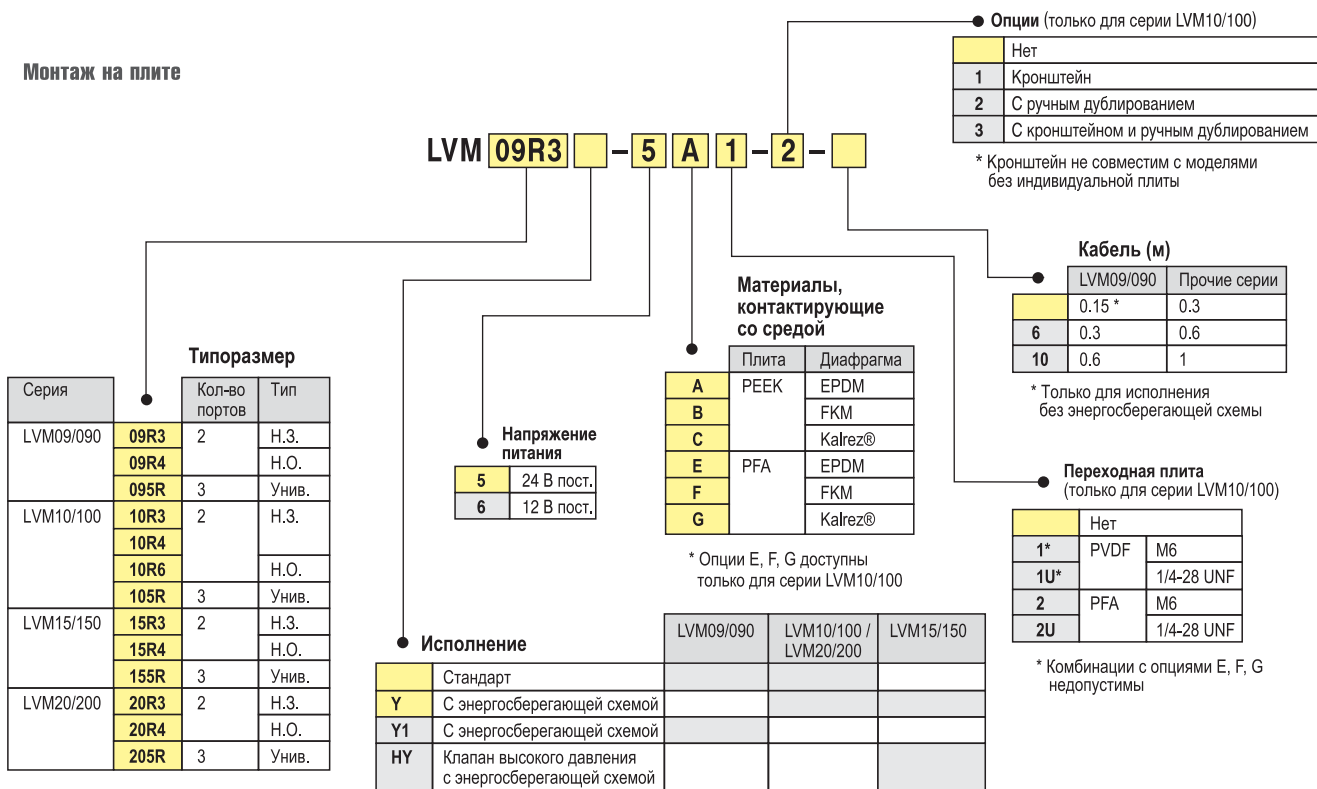 Монтаж на плите
LVM 09R3 – 5 A 1 – 2 –
Опции (только для серии LVM10/100)
Нет
1 Кронштейн
2 С ручным дублированием
3 С кронштейном и ручным дублированием
* Кронштейн не совместим с моделями
без индивидуальной плиты
Кабель (м)
LVM09/090 Прочие серии
0.15 * 0.3
6 0.3 0.6
10 0.6 1
* Только для исполнения
без энергосберегающей схемы
Материалы,
контактирующие
со средой
Плита Диафрагма
A PEEK EPDM
B FKM
C Kalrez®
E PFA EPDM
F FKM
G Kalrez®
* Опции E, F, G доступны
только для серии LVM10/100
Напряжение
питания
5 24 В пост.
6 12 В пост.
Переходная плита
(только для серии LVM10/100)
Нет
1* PVDF M6
1U* 1/4-28 UNF
2 PFA M6
2U 1/4-28 UNF
* Комбинации с опциями E, F, G
недопустимы
Типоразмер
Серия Кол-во Тип
портов
LVM09/090 09R3 2 Н.З.
09R4 Н.О.
095R 3 Унив.
LVM10/100 10R3 2 Н.З.
10R4
10R6 Н.О.
105R 3 Унив.
LVM15/150 15R3 2 Н.З.
15R4 Н.О.
155R 3 Унив.
LVM20/200 20R3 2 Н.З.
20R4 Н.О.
205R 3 Унив.
Исполнение
LVM09/090 LVM10/100 / LVM15/150
LVM20/200
Стандарт
Y С энергосберегающей схемой
Y1 С энергосберегающей схемой
HY Клапан высокого давления
с энергосберегающей схемой